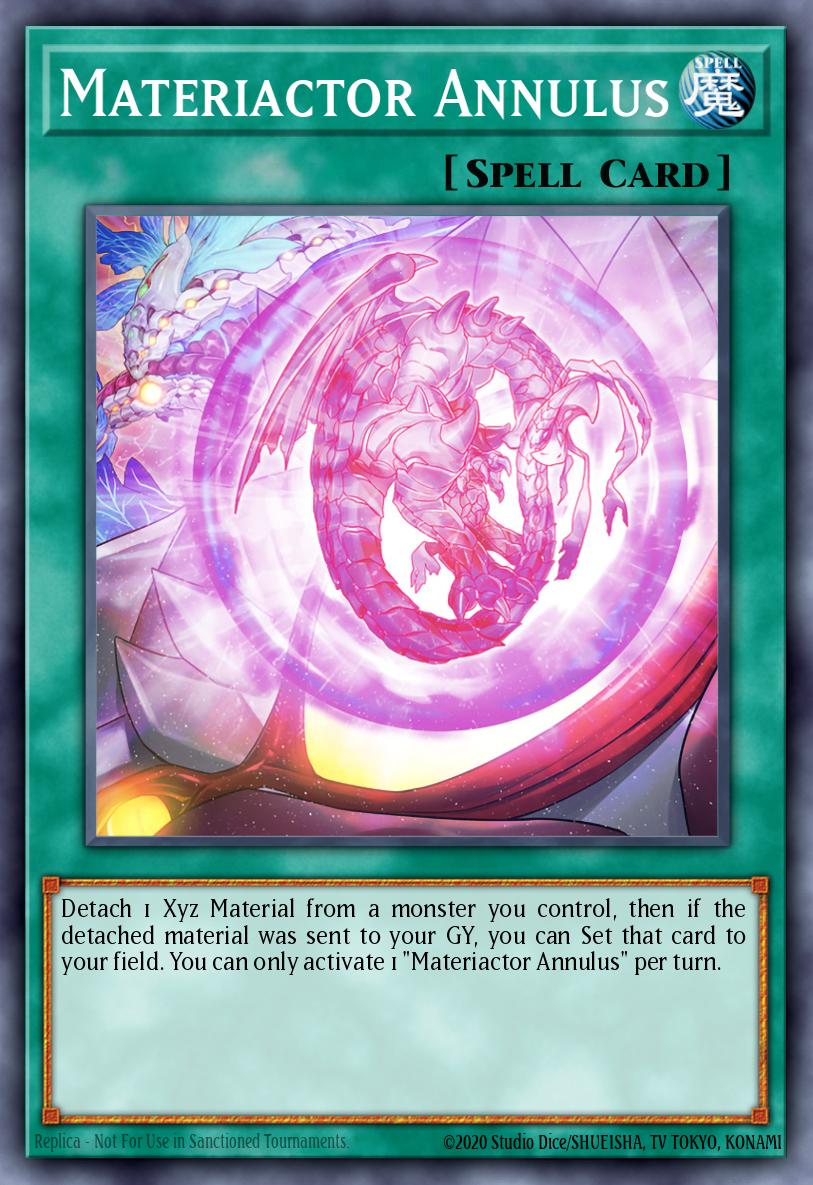 Materiactor Annulus
SPELL
魔
[Spell Card]
Detach 1 Xyz Material from a monster you control, then if the
detached material was sent to your GY, you can Set that card to
your field. You can only activate 1 "Materiactor Annulus" per turn.
Replica - Not For Use in Sanctioned Tournaments.
©2020 Studio Dice/SHUEISHA, TV TOKYO, KONAMI